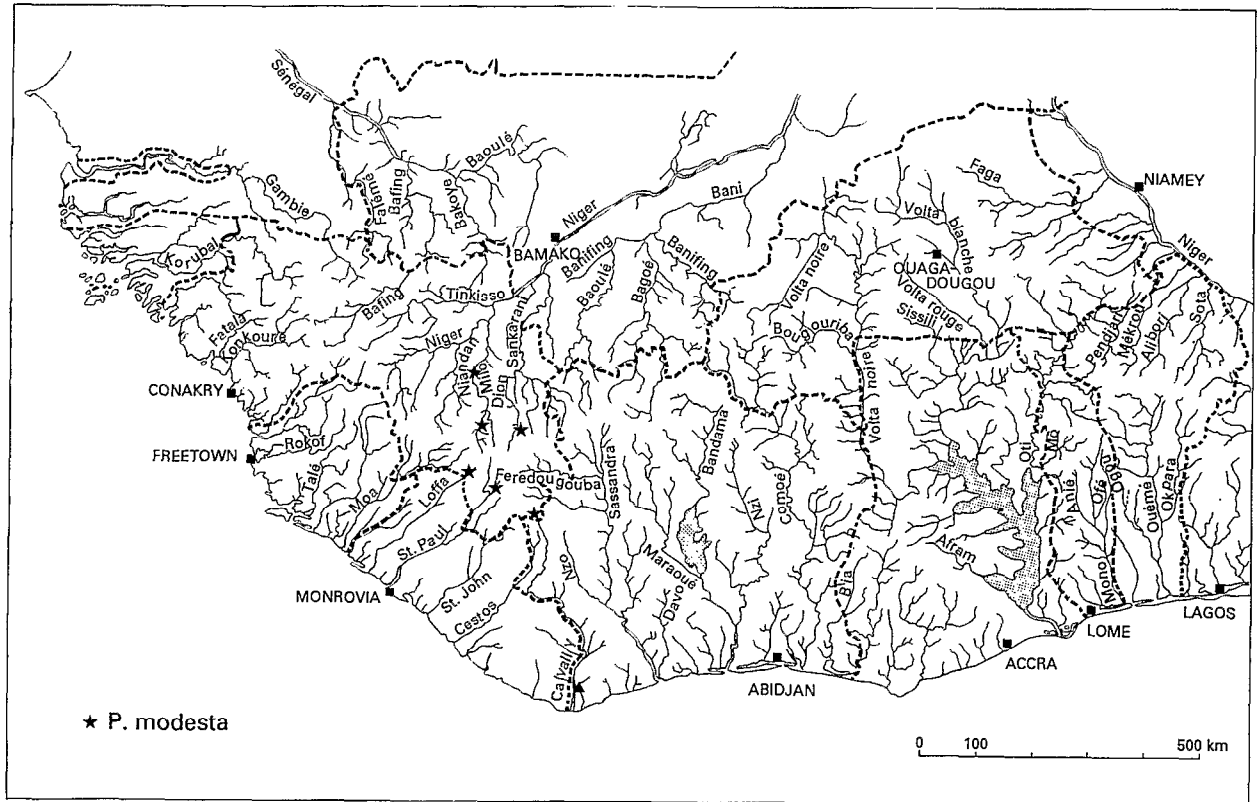 Sénégal
Gambie
Falémé
Bafing
Bakoye
Baoulé
Niger
Bani
Faga
NIAMEY
Niger
Volta
blanche
OUAGA-
DOUGOU
BAMAKO
Banifing
Baoulé
Bagoé
Banifing
Volta noire
Volta rouge
Sissili
Pendjari
Mékrou
Alibori
Sota
Korubal
Tinkisso
Bafing
Fatala
Konkouré
Niger
Niandan
Milo
Dion
Sankarani
Bougouriba
Volta noire
CONAKRY
Rokof
FREETOWN
Talé
Moa
Loffa
Feredougouba
Sassandra
Bandama
Nzi
Comoé
Oti
Mô
Anié
Ofé
Ogou
Ouémé
Okpara
St. Paul
Nzo
Maraoué
Davo
Bia
Afram
Mono
MONROVIA
St. John
Cestos
LAGOS
LOME
ACCRA
Cavally
ABIDJAN
★ P. modesta
0 100 500 km